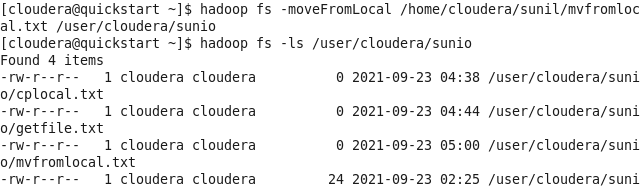 [cloudera@quickstart ~]$ hadoop fs -moveFromLocal /home/cloudera/sunil/mvfromloc
al.txt /user/cloudera/sunio
[cloudera@quickstart ~]$ hadoop fs -ls /user/cloudera/sunio
Found 4 items
-rw-r--r--   1 cloudera cloudera          0 2021-09-23 04:38 /user/cloudera/suni
o/cplocal.txt
-rw-r--r--   1 cloudera cloudera          0 2021-09-23 04:44 /user/cloudera/suni
o/getfile.txt
-rw-r--r--   1 cloudera cloudera          0 2021-09-23 05:00 /user/cloudera/suni
o/mvfromlocal.txt
-rw-r--r--   1 cloudera cloudera         24 2021-09-23 02:25 /user/cloudera/suni